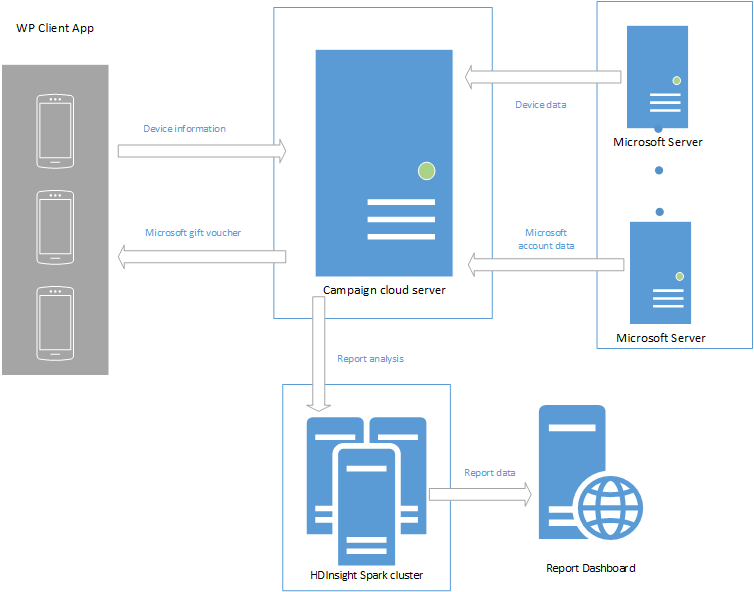 WP Client App
Device information
Microsoft gift voucher
Campaign cloud server
Device data
Microsoft Server
Microsoft
account data
Microsoft Server
Report analysis
HDInsight Spark cluster
Report data
Report Dashboard